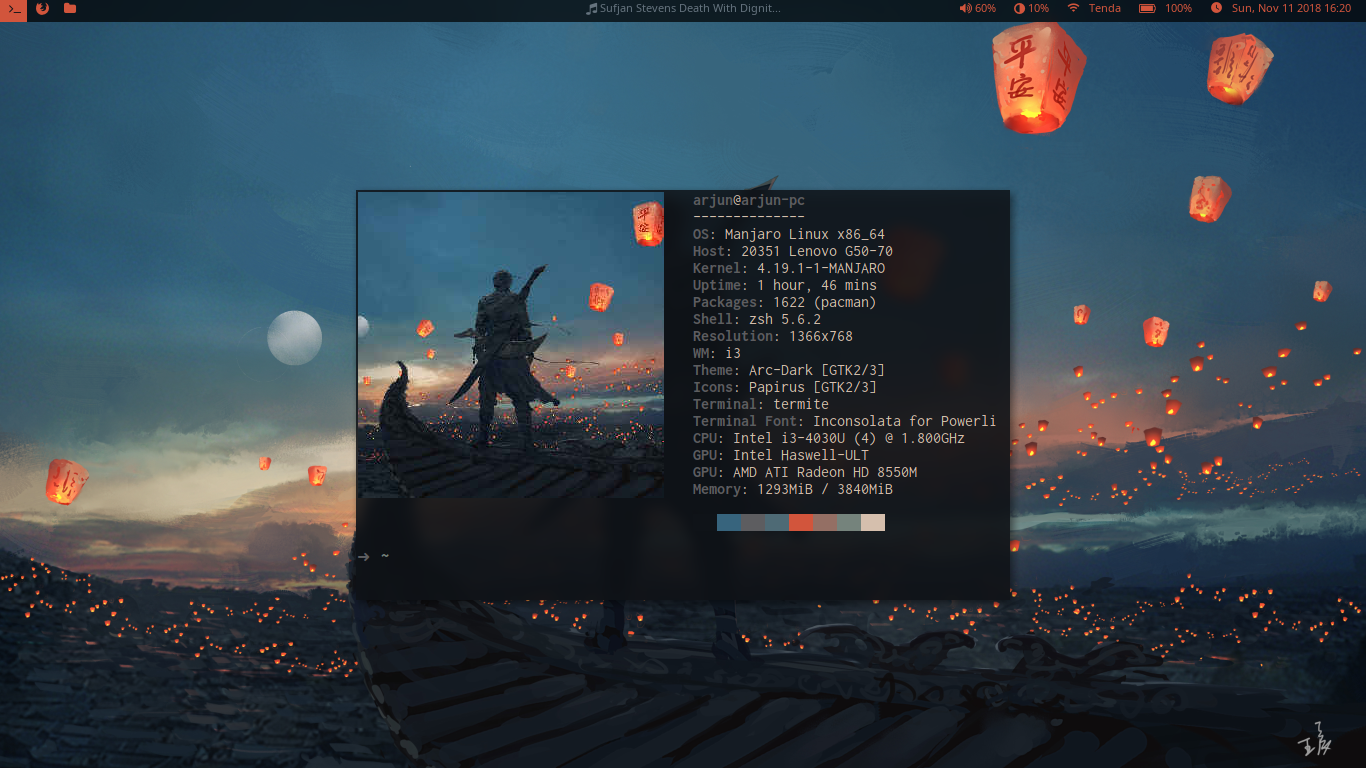 Sufjan Stevens Death With Dignit...
60%
10%
Tenda
100%
Sun, Nov 11 2018 16:20
平安
平
arjun@arjun-pc
--------------
OS: Manjaro Linux x86_64
Host: 20351 Lenovo G50-70
Kernel: 4.19.1-1-MANJARO
Uptime: 1 hour, 46 mins
Packages: 1622 (pacman)
Shell: zsh 5.6.2
Resolution: 1366x768
WM: i3
Theme: Arc-Dark [GTK2/3]
Icons: Papirus [GTK2/3]
Terminal: termite
Terminal Font: Inconsolata for Powerli
CPU: Intel i3-4030U (4) @ 1.800GHz
GPU: Intel Haswell-ULT
GPU: AMD ATI Radeon HD 8550M
Memory: 1293MiB / 3840MiB
→ ~